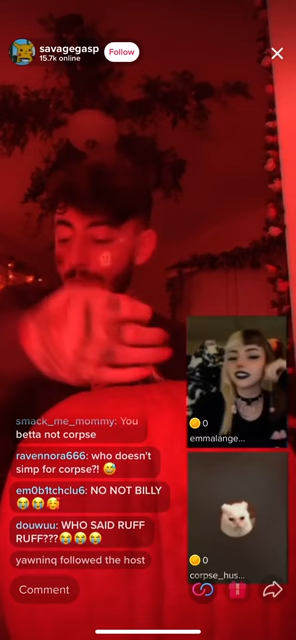 savagegasp
15.7k online
Follow
0
emmalange...
smack_me_mommy: You
betta not corpse
ravennora666: who doesn't
simp for corpse?! 😅
em0b1tchclu6: NO NOT BILLY
😭😭🥰
douwuu: WHO SAID RUFF
RUFF???😭😭😭
yawninq followed the host
0
corpse_hus...
Comment